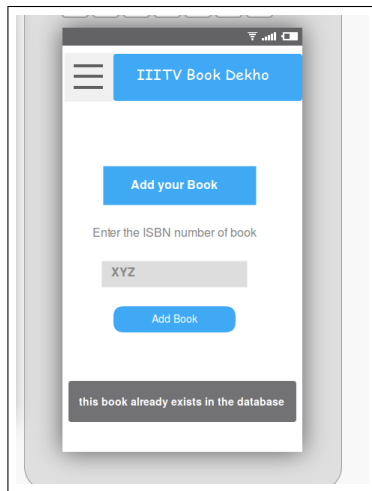 IIITV Book Dekho
Add your Book
Enter the ISBN number of book
XYZ
Add Book
this book already exists in the database